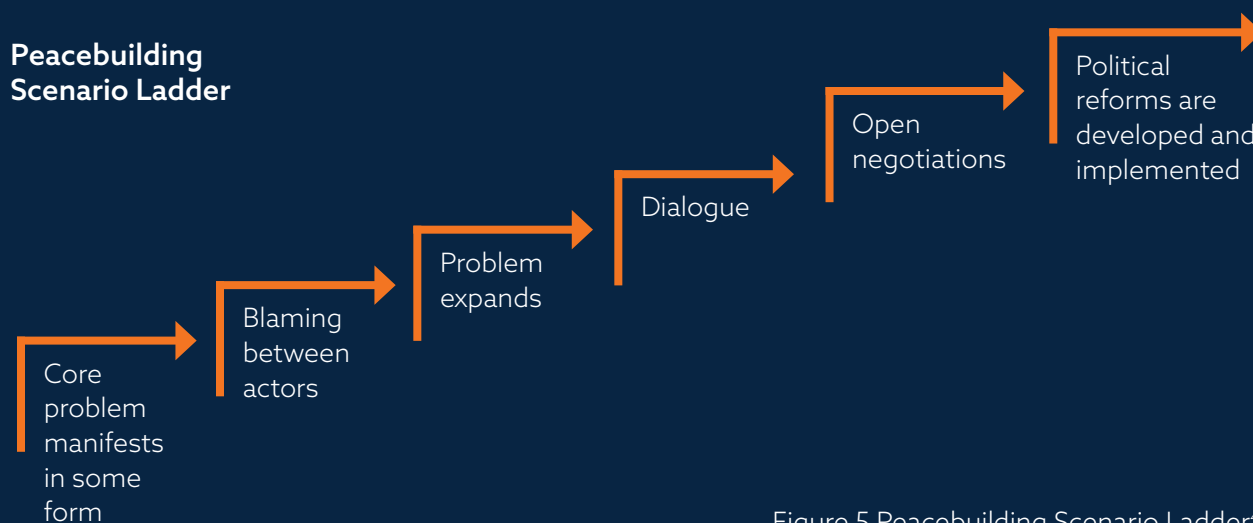 Peacebuilding
Scenario Ladder
Core
problem
manifests
in some
form
Blaming
between
actors
Problem
expands
Dialogue
Open
negotiations
Political
reforms are
developed and
implemented
Figure 5 Peacebuilding Scenario Ladder